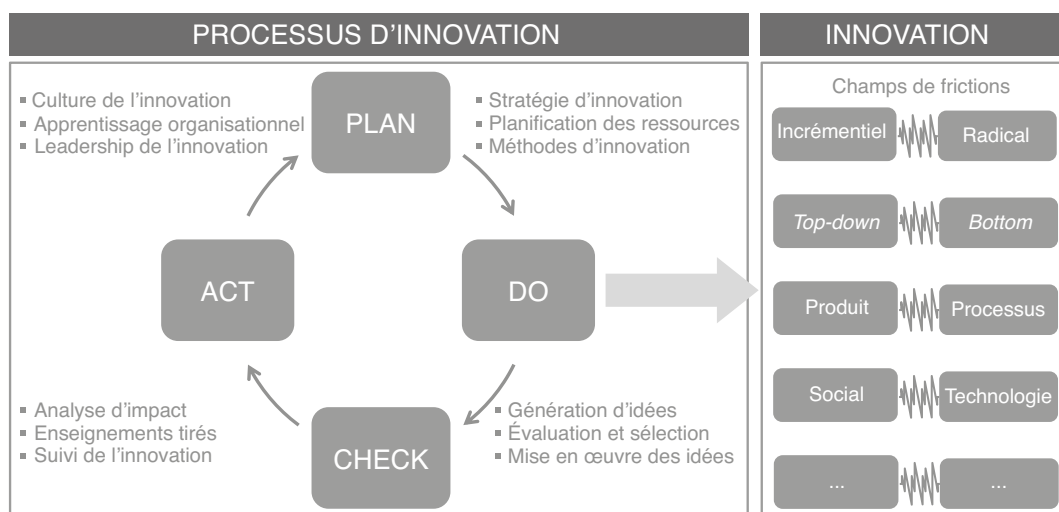 PROCESSUS D’INNOVATION
▪ Culture de l’innovation
▪ Apprentissage organisationnel
▪ Leadership de l’innovation
PLAN
▪ Stratégie d’innovation
▪ Planification des ressources
▪ Méthodes d’innovation
ACT
DO
▪ Analyse d’impact
▪ Enseignements tirés
▪ Suivi de l’innovation
CHECK
▪ Génération d’idées
▪ Évaluation et sélection
▪ Mise en œuvre des idées
INNOVATION
Champs de frictions
Incrémentiel Radical
Top-down Bottom
Produit Processus
Social Technologie
... ...